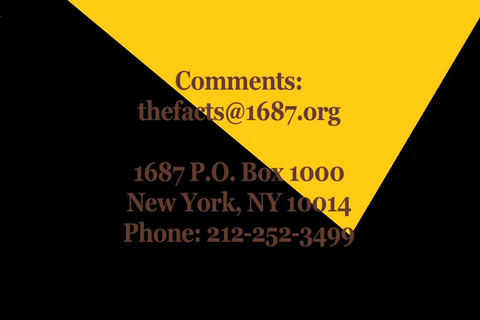 Comments:
thefacts@1687.org
1687 P.O. Box 1000
New York, NY 10014
Phone: 212-252-3499